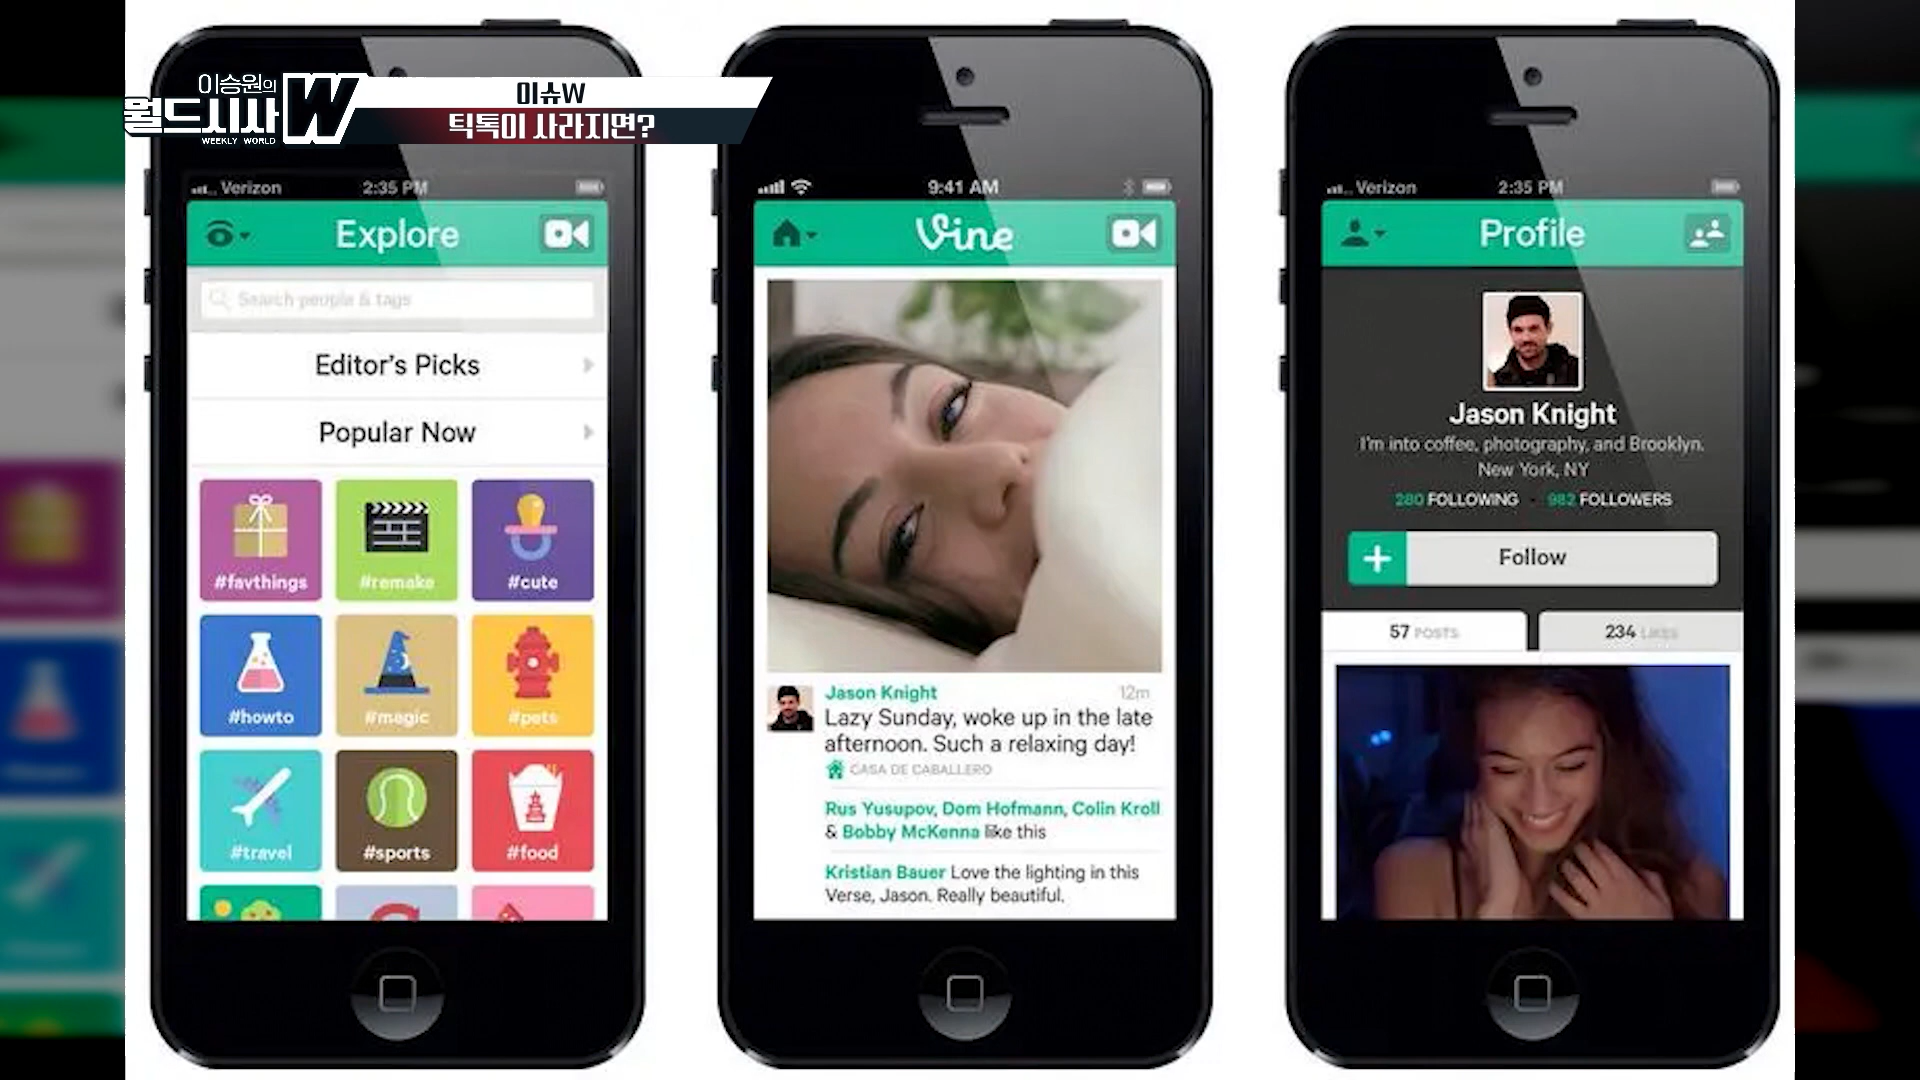 이승원의
월드시사 W
WEEKLY WORLD
이슈W
틱톡이 사라지면?
Verizon 2:35 PM
Explore
Search people & tags
Editor's Picks
Popular Now
#favthings #remake #cute
#howto #magic #pets
#travel #sports #food
9:41 AM
Vine
Jason Knight 12m
Lazy Sunday, woke up in the late
afternoon. Such a relaxing day!
CASA DE CABALLERO
Rus Yusupov, Dom Hofmann, Colin Kroll
& Bobby McKenna like this
Kristian Bauer Love the lighting in this
Verse, Jason. Really beautiful.
Verizon 2:35 PM
Profile
Jason Knight
I'm into coffee, photography, and Brooklyn.
New York, NY
280 FOLLOWING - 982 FOLLOWERS
+ Follow
57 POSTS 234 LIKES